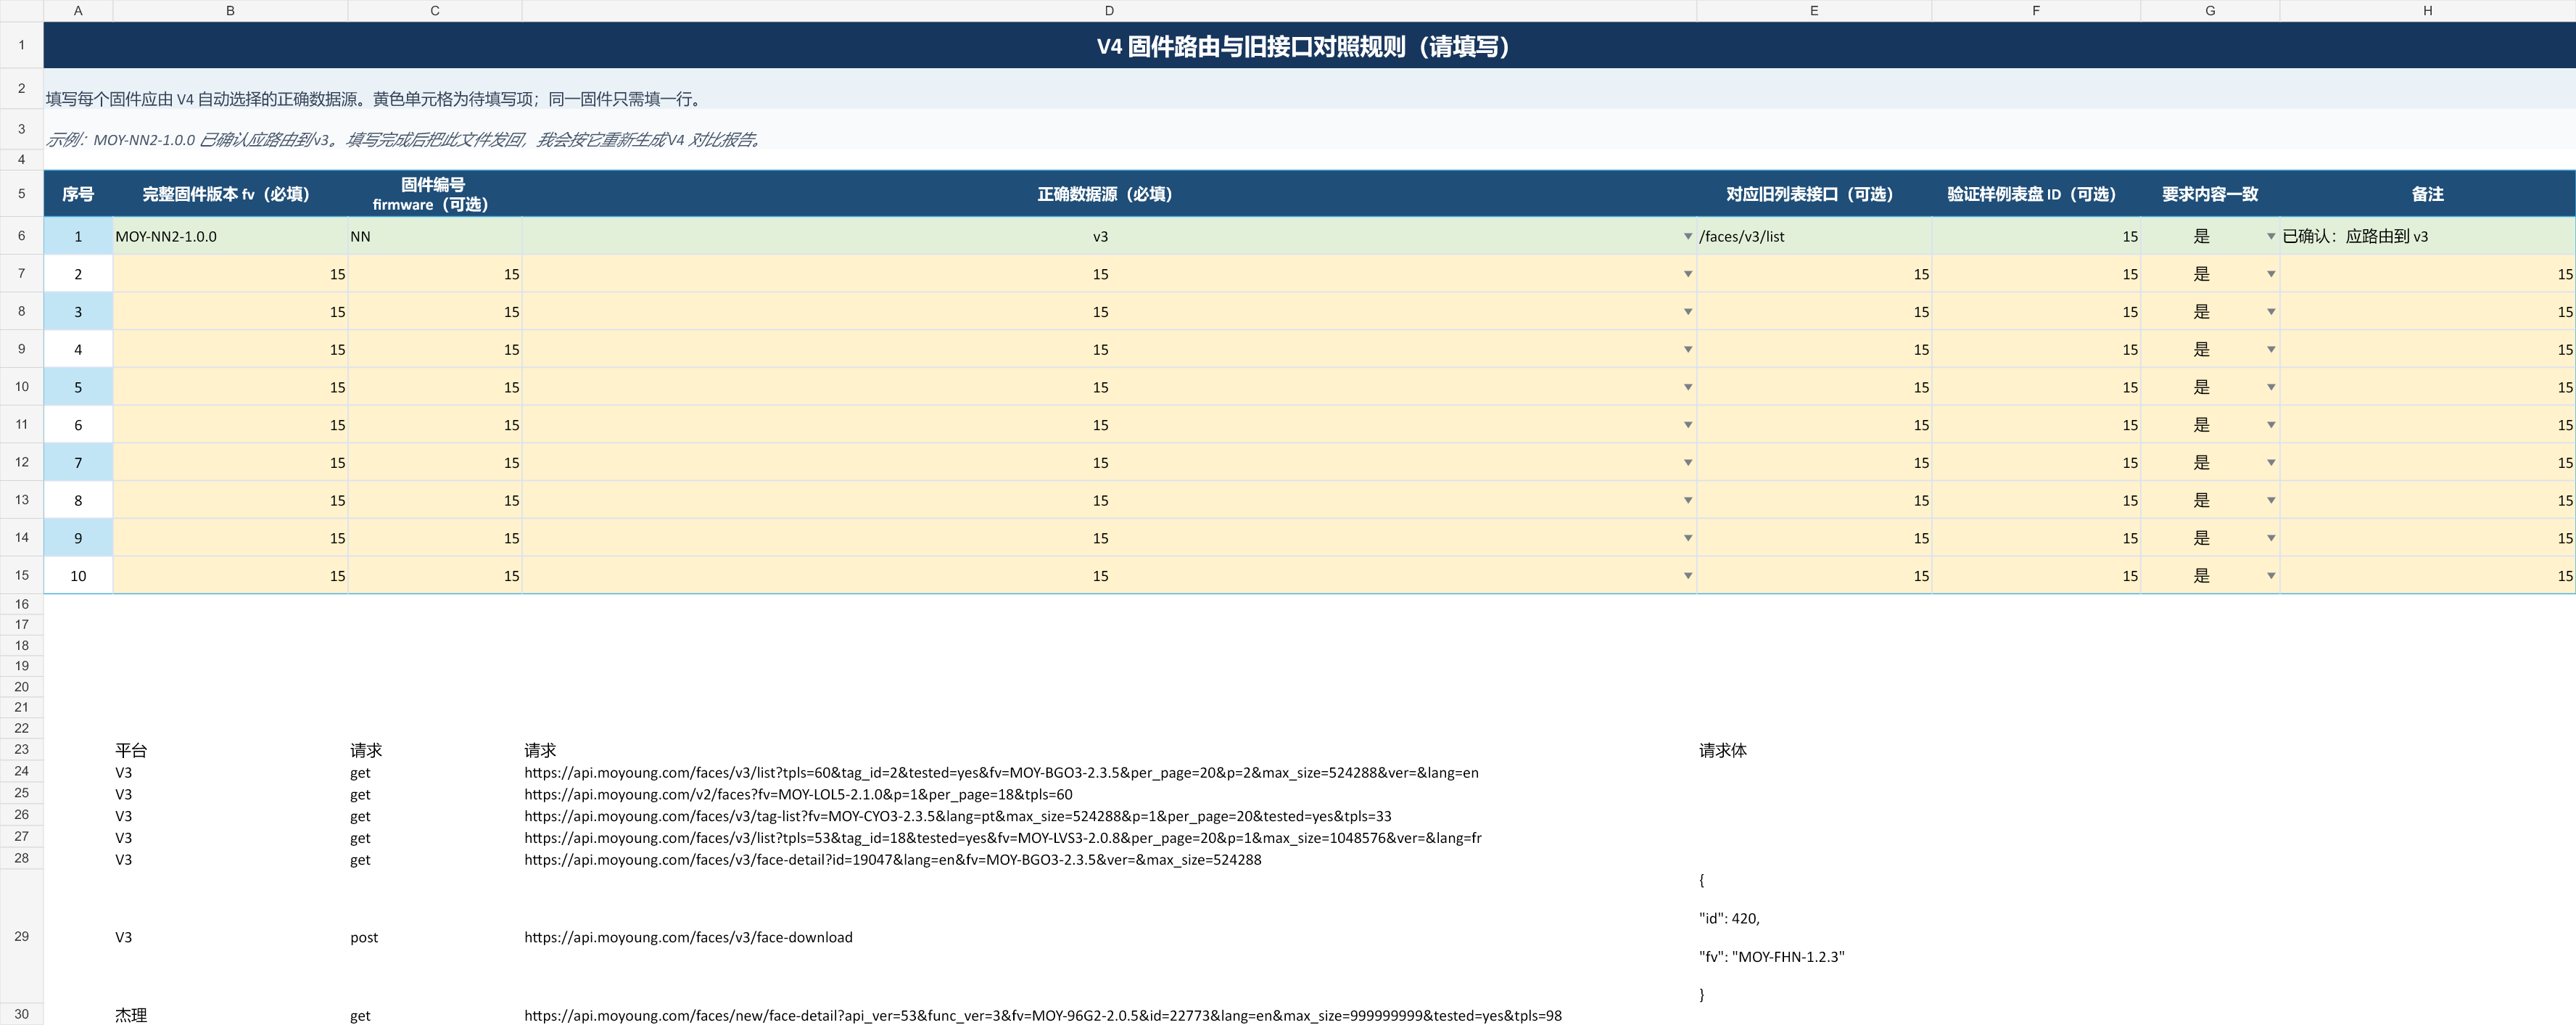 A B C D E F G H
1 V4 固件路由与旧接口对照规则（请填写）
2 填写每个固件应由 V4 自动选择的正确数据源。黄色单元格为待填写项；同一固件只需填一行。
3 示例：MOY-NN2-1.0.0 已确认应路由到v3。填写完成后把此文件发回，我会按它重新生成V4 对比报告。
4
5 序号 完整固件版本 fv（必填） 固件编号 firmware（可选） 正确数据源（必填） 对应旧列表接口（可选） 验证样例表盘 ID（可选） 要求内容一致 备注
6 1 MOY-NN2-1.0.0 NN v3 /faces/v3/list 15 是 已确认：应路由到 v3
7 2 15 15 15 15 15 是 15
8 3 15 15 15 15 15 是 15
9 4 15 15 15 15 15 是 15
10 5 15 15 15 15 15 是 15
11 6 15 15 15 15 15 是 15
12 7 15 15 15 15 15 是 15
13 8 15 15 15 15 15 是 15
14 9 15 15 15 15 15 是 15
15 10 15 15 15 15 15 是 15
16
17
18
19
20
21
22
23 平台 请求 请求 请求体
24 V3 get https://api.moyoung.com/faces/v3/list?tpls=60&tag_id=2&tested=yes&fv=MOY-BGO3-2.3.5&per_page=20&p=2&max_size=524288&ver=&lang=en
25 V3 get https://api.moyoung.com/v2/faces?fv=MOY-LOL5-2.1.0&p=1&per_page=18&tpls=60
26 V3 get https://api.moyoung.com/faces/v3/tag-list?fv=MOY-CYO3-2.3.5&lang=pt&max_size=524288&p=1&per_page=20&tested=yes&tpls=33
27 V3 get https://api.moyoung.com/faces/v3/list?tpls=53&tag_id=18&tested=yes&fv=MOY-LVS3-2.0.8&per_page=20&p=1&max_size=1048576&ver=&lang=fr
28 V3 get https://api.moyoung.com/faces/v3/face-detail?id=19047&lang=en&fv=MOY-BGO3-2.3.5&ver=&max_size=524288
{
"id": 420,
29 V3 post https://api.moyoung.com/faces/v3/face-download
"fv": "MOY-FHN-1.2.3"
}
30 杰理 get https://api.moyoung.com/faces/new/face-detail?api_ver=53&func_ver=3&fv=MOY-96G2-2.0.5&id=22773&lang=en&max_size=999999999&tested=yes&tpls=98